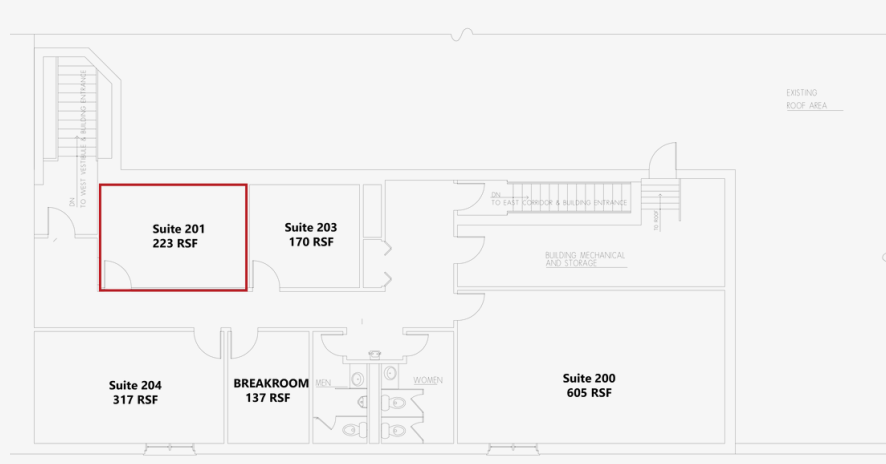 EXISTING
ROOF AREA
DN
TO WEST VESTIBULE & BUILDING ENTRANCE
Suite 201
223 RSF
Suite 203
170 RSF
DN
TO EAST CORRIDOR & BUILDING ENTRANCE
TO ROOF
BUILDING MECHANICAL
AND STORAGE
Suite 204
317 RSF
BREAKROOM
137 RSF
MEN
WOMEN
Suite 200
605 RSF